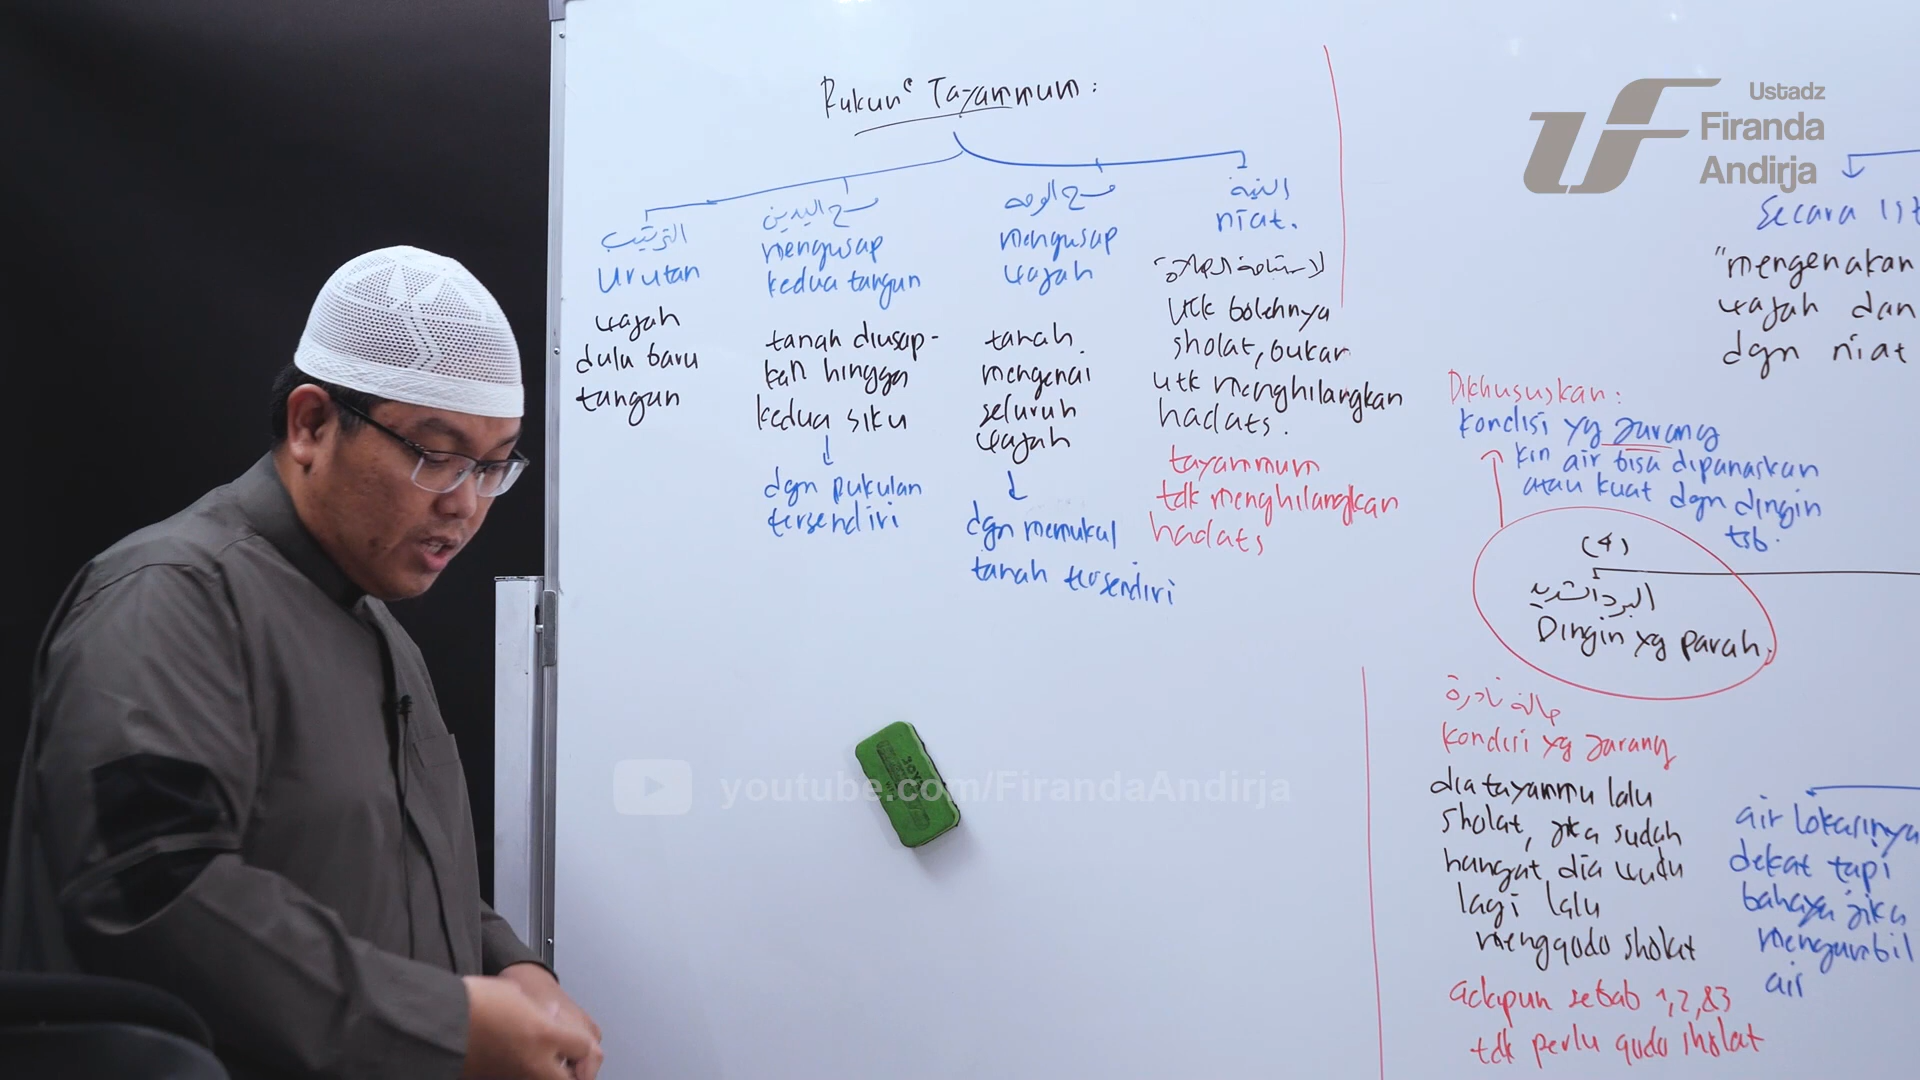 Rukun² Tayammum :
الترتيب
urutan
wajah
dulu baru
tangan
مسح اليدين
mengusap
kedua tangan
tanah diusap-
kan hingga
kedua siku
dgn pukulan
tersendiri
مسح الوجه
mengusap
wajah
tanah
mengenai
seluruh
wajah
dgn memukul
tanah tersendiri
النية
niat.
لاستباحة الصلاة
utk bolehnya
sholat, bukan
utk menghilangkan
hadats.
tayammum
tdk menghilangkan
hadats
Ustadz
Firanda
Andirja
Secara ist
"mengenakan
wajah dan
dgn niat
Dikhususkan :
kondisi yg jarang
krn air bisa dipanaskan
atau kuat dgn dingin
tsb.
(4)
البرد الشديد
Dingin yg parah.
حالة نادرة
kondisi yg jarang
dia tayammu lalu
sholat, jika sudah
hangat dia wudu
lagi lalu
mengqodo sholat
adapun sebab 1,2,&3
tdk perlu qodo sholat
air lokasinya
dekat tapi
bahaya jika
mengambil
air
youtube.com/FirandaAndirja